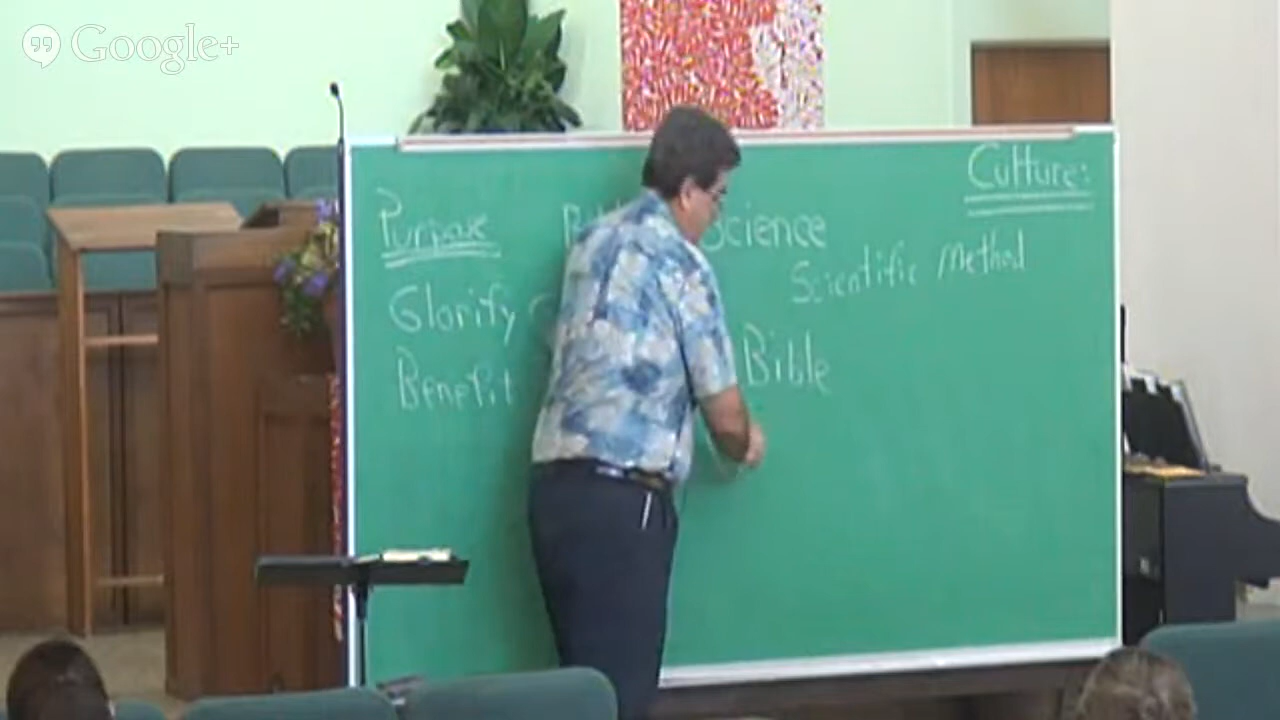 Google+
Culture:
Purpose
Science
Scientific Method
Glorify
Bible
Benefit